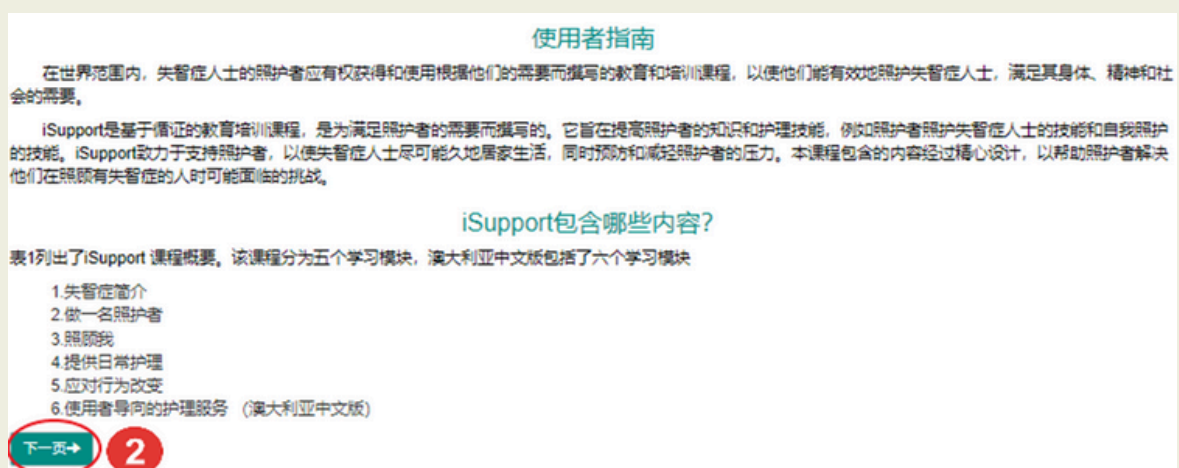 使用者指南
在世界范围内，失智症人士的照护者应有权获得和使用根据他们的需要而撰写的教育和培训课程，以使他们能有效地照护失智症人士，满足其身体、精神和社
会的需要。
iSupport是基于循证的教育培训课程，是为满足照护者的需要而撰写的。它旨在提高照护者的知识和护理技能，例如照护者照护失智症人士的技能和自我照护
的技能。iSupport致力于支持照护者，以使失智症人士尽可能久地居家生活，同时预防和减轻照护者的压力。本课程包含的内容经过精心设计，以帮助照护者解决
他们在照顾有失智症的人时可能面临的挑战。
iSupport包含哪些内容？
表1列出了iSupport 课程概要。该课程分为五个学习模块，澳大利亚中文版包括了六个学习模块
1.失智症简介
2.做一名照护者
3.照顾我
4.提供日常护理
5.应对行为改变
6.使用者导向的护理服务 （澳大利亚中文版）
下一页➔ 2